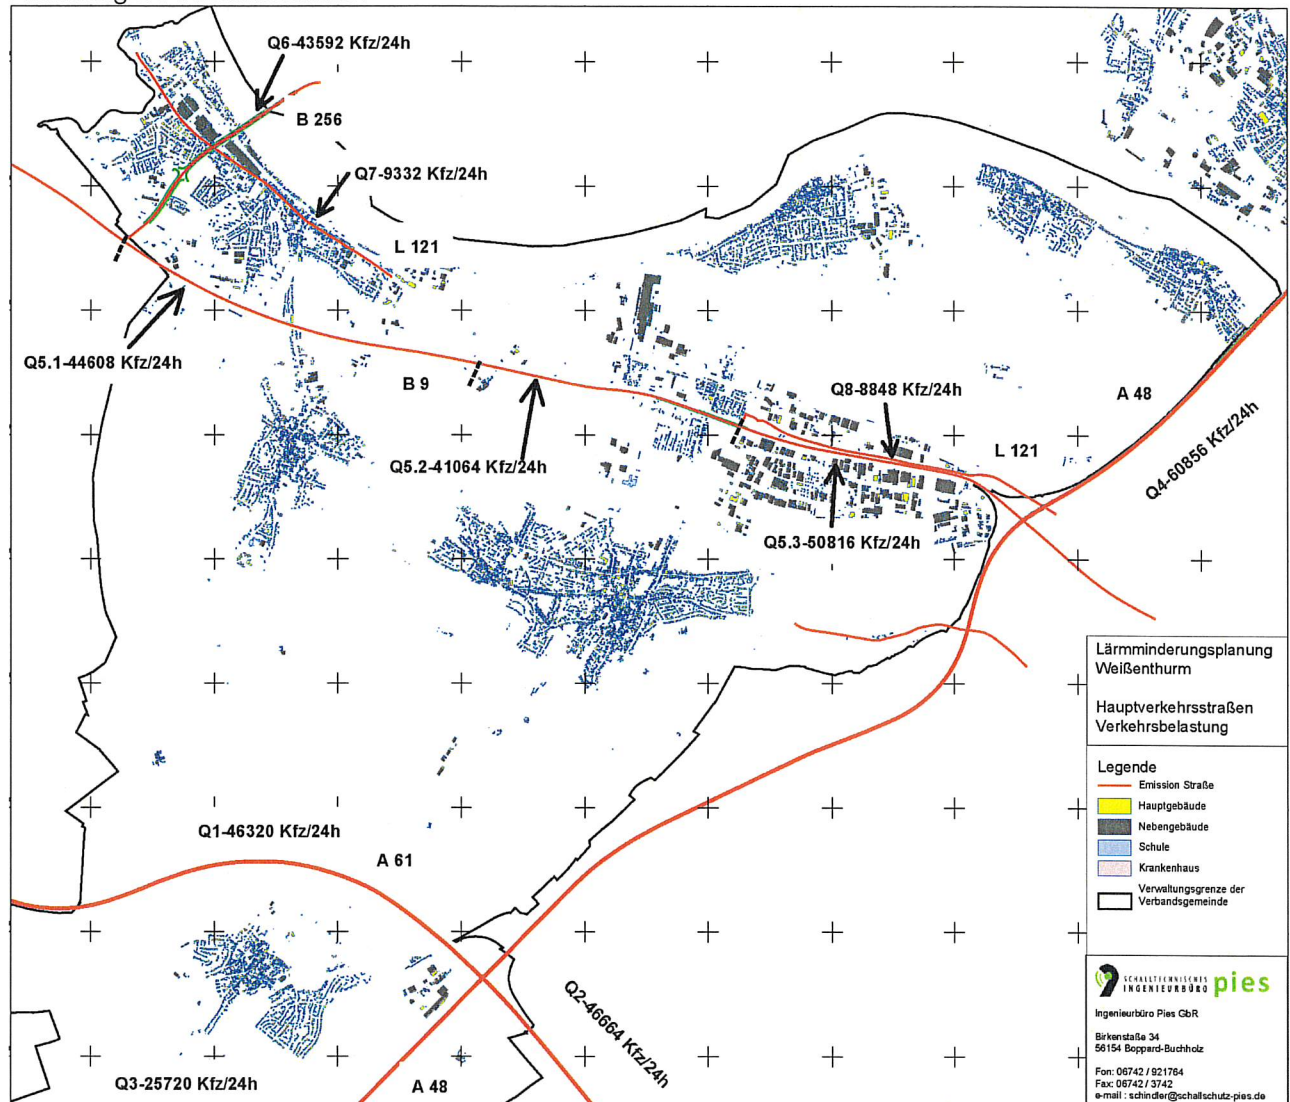 Q6-43592 Kfz/24h
B 256
Q7-9332 Kfz/24h
L 121
Q5.1-44608 Kfz/24h
B 9
Q8-8848 Kfz/24h
A 48
Q5.2-41064 Kfz/24h
L 121
Q4-60856 Kfz/24h
Q5.3-50816 Kfz/24h
Lärmminderungsplanung
Weißenthurm
Hauptverkehrsstraßen
Verkehrsbelastung
Legende
Emission Straße
Hauptgebäude
Nebengebäude
Schule
Krankenhaus
Verwaltungsgrenze der
Verbandsgemeinde
Q1-46320 Kfz/24h
A 61
Q2-46664 Kfz/24h
Q3-25720 Kfz/24h
A 48
SCHALLTECHNISCHES
INGENIEURBÜRO pies
Ingenieurbüro Pies GbR
Birkenstaße 34
56154 Boppard-Buchholz
Fon: 06742 / 921764
Fax: 06742 / 3742
e-mail : schindler@schallschutz-pies.de